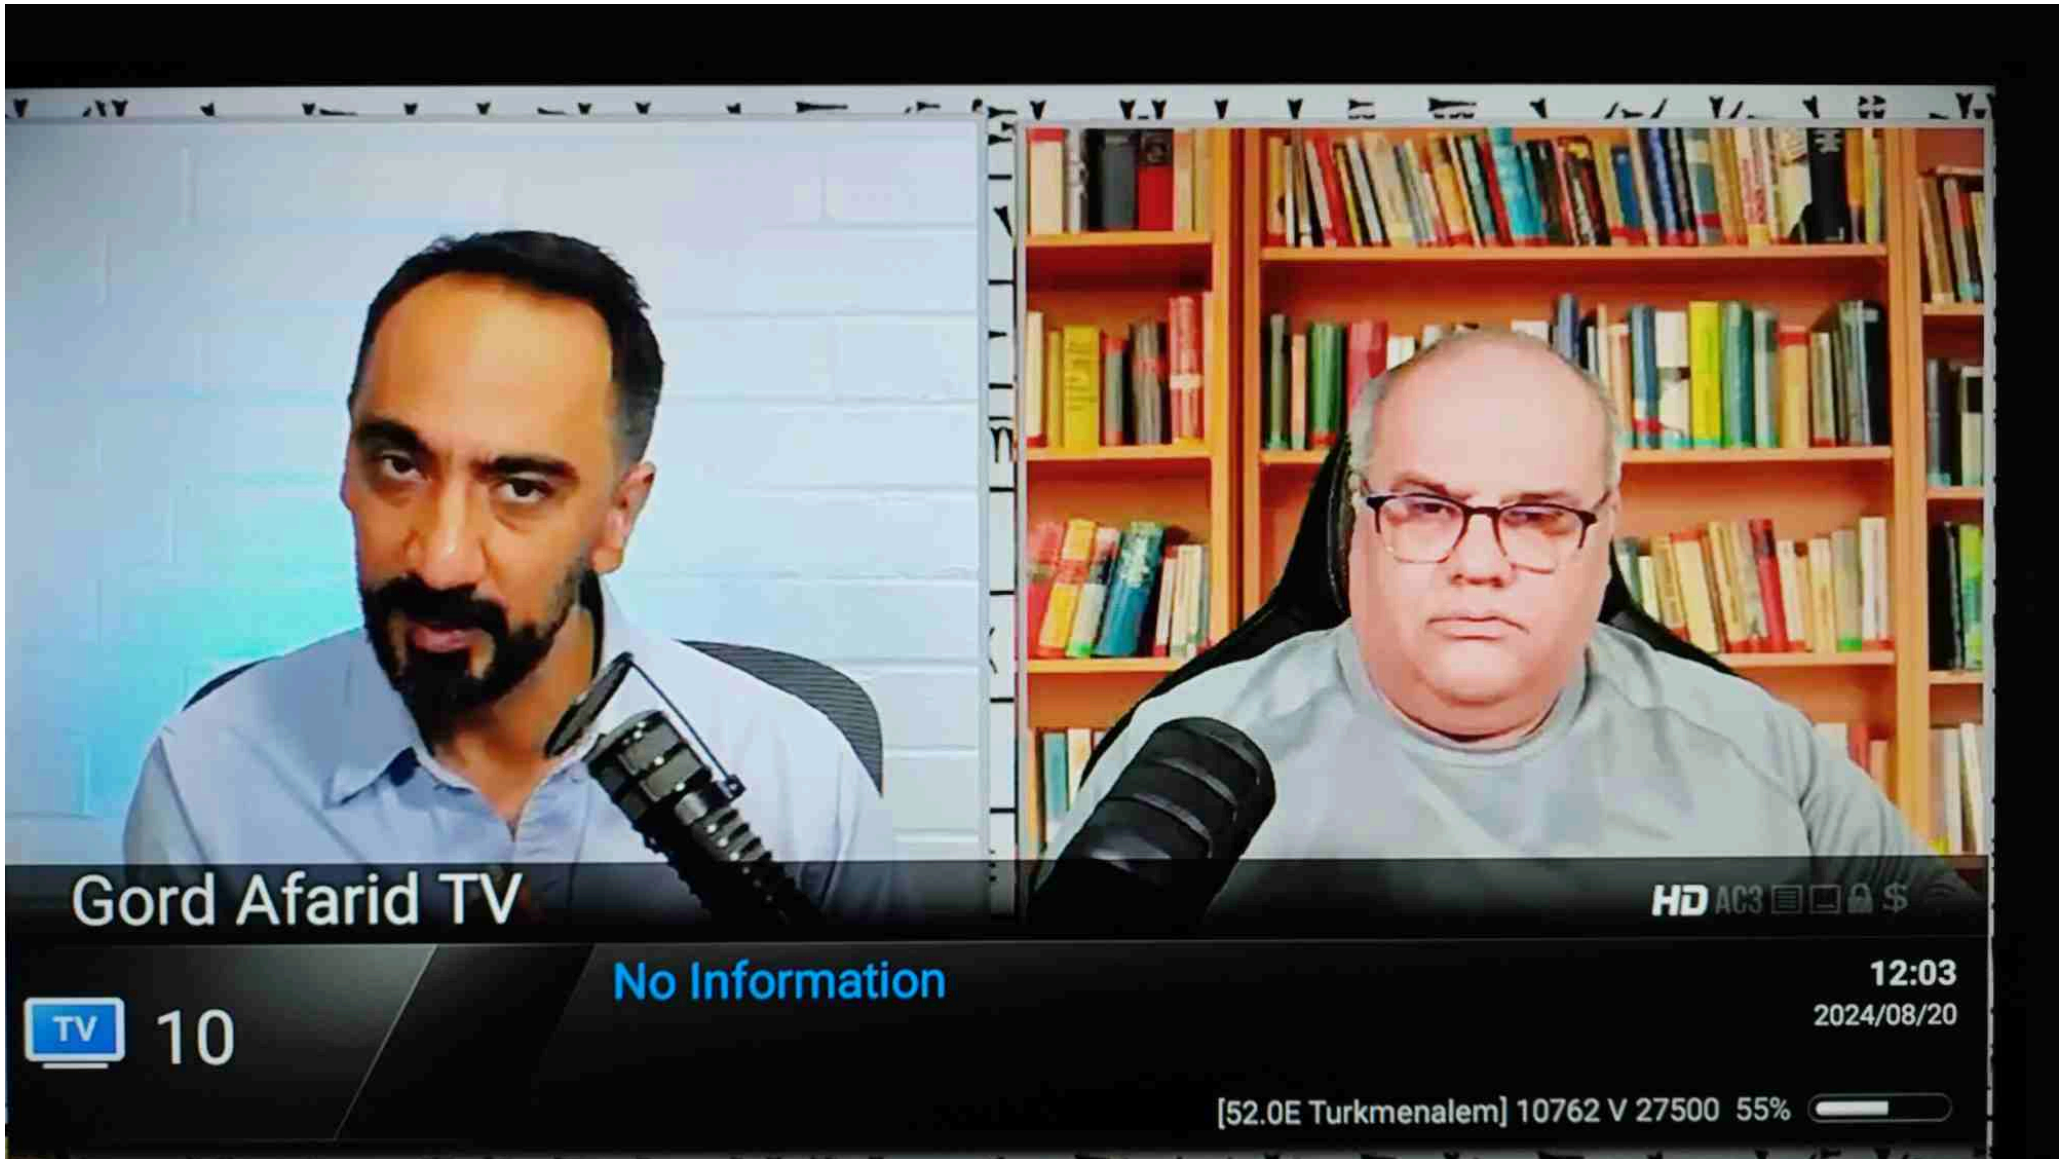 Gord Afarid TV
HD AC3 $
TV 10
No Information
12:03
2024/08/20
[52.0E Turkmenalem] 10762 V 27500 55%